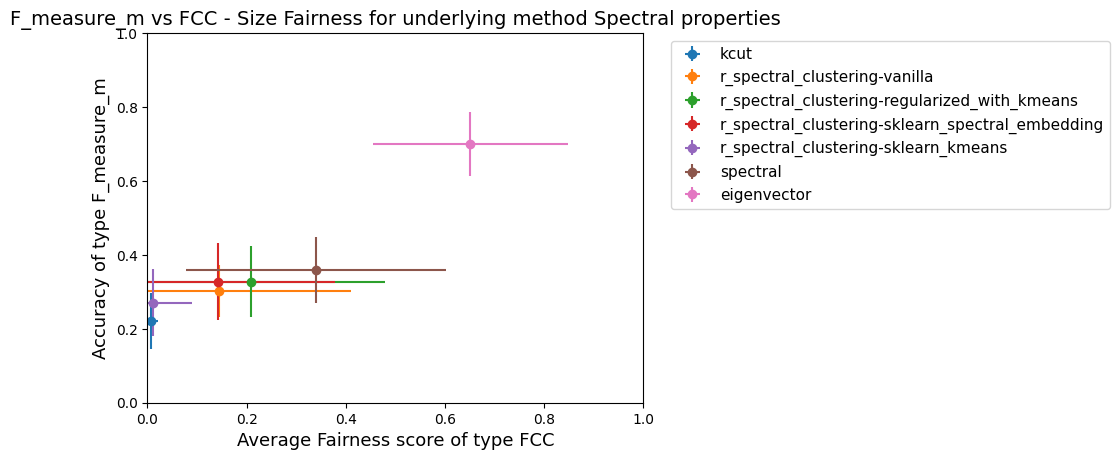 F_measure_m vs FCC - Size Fairness for underlying method Spectral properties
1.0
0.8
0.6
0.4
0.2
0.0
Accuracy of type F_measure_m
0.0 0.2 0.4 0.6 0.8 1.0
Average Fairness score of type FCC
kcut
r_spectral_clustering-vanilla
r_spectral_clustering-regularized_with_kmeans
r_spectral_clustering-sklearn_spectral_embedding
r_spectral_clustering-sklearn_kmeans
spectral
eigenvector